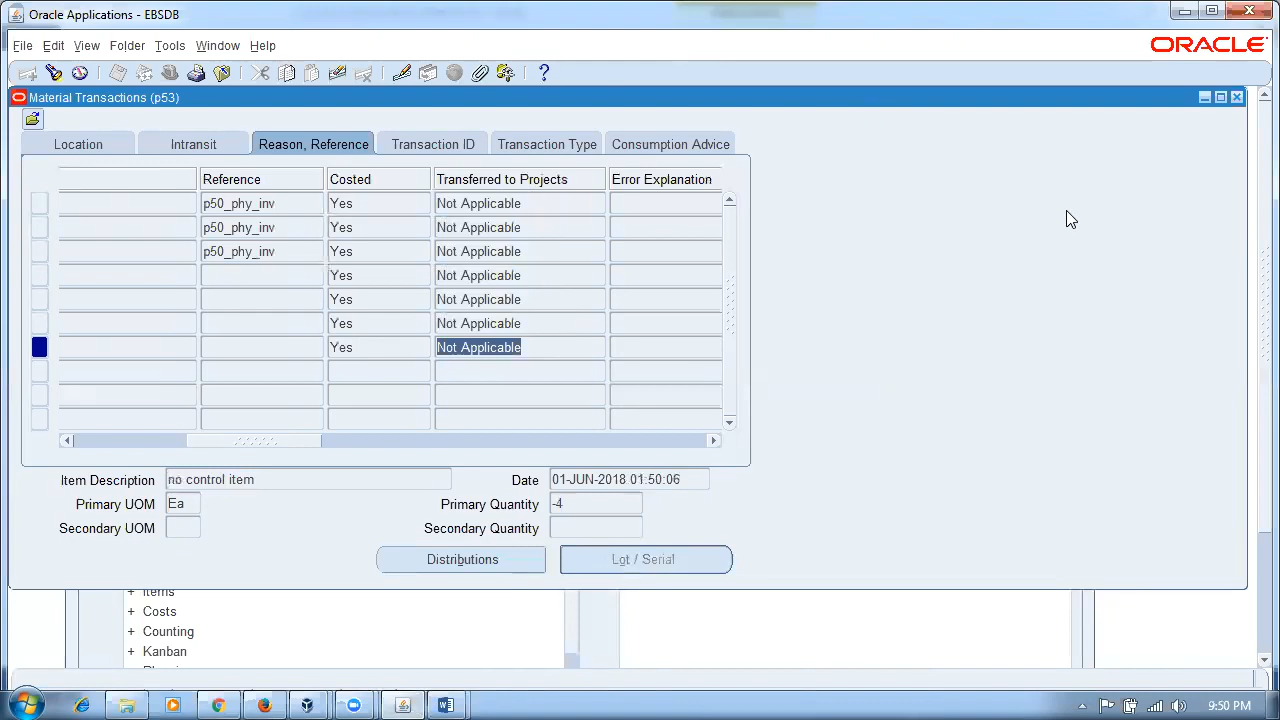 Oracle Applications - EBSDB
File Edit View Folder Tools Window Help
ORACLE
Material Transactions (p53)
Location Intransit Reason, Reference Transaction ID Transaction Type Consumption Advice
Reference Costed Transferred to Projects Error Explanation
p50_phy_inv Yes Not Applicable
p50_phy_inv Yes Not Applicable
p50_phy_inv Yes Not Applicable
Yes Not Applicable
Yes Not Applicable
Yes Not Applicable
Yes Not Applicable
Item Description no control item Date 01-JUN-2018 01:50:06
Primary UOM Ea Primary Quantity -4
Secondary UOM Secondary Quantity
Distributions Lot / Serial
+ Items
+ Costs
+ Counting
+ Kanban
9:50 PM